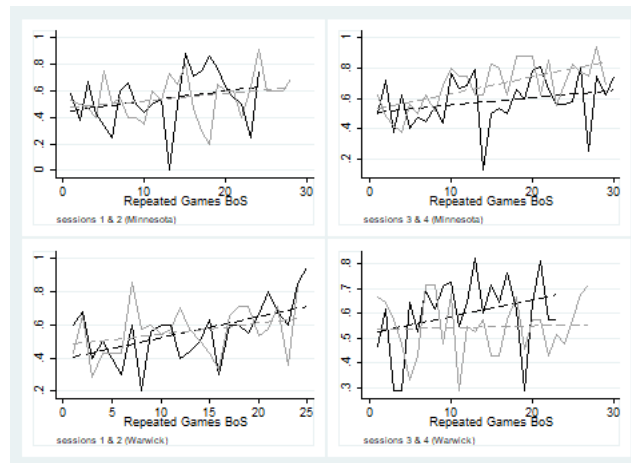 1
.8
.6
.4
.2
0
0 10 20 30
Repeated Games BoS
sessions 1 & 2 (Minnesota)
1
.8
.6
.4
.2
0 10 20 30
Repeated Games BoS
sessions 3 & 4 (Minnesota)
1
.8
.6
.4
.2
0 5 10 15 20 25
Repeated Games BoS
sessions 1 & 2 (Warwick)
.8
.7
.6
.5
.4
.3
0 10 20 30
Repeated Games BoS
sessions 3 & 4 (Warwick)